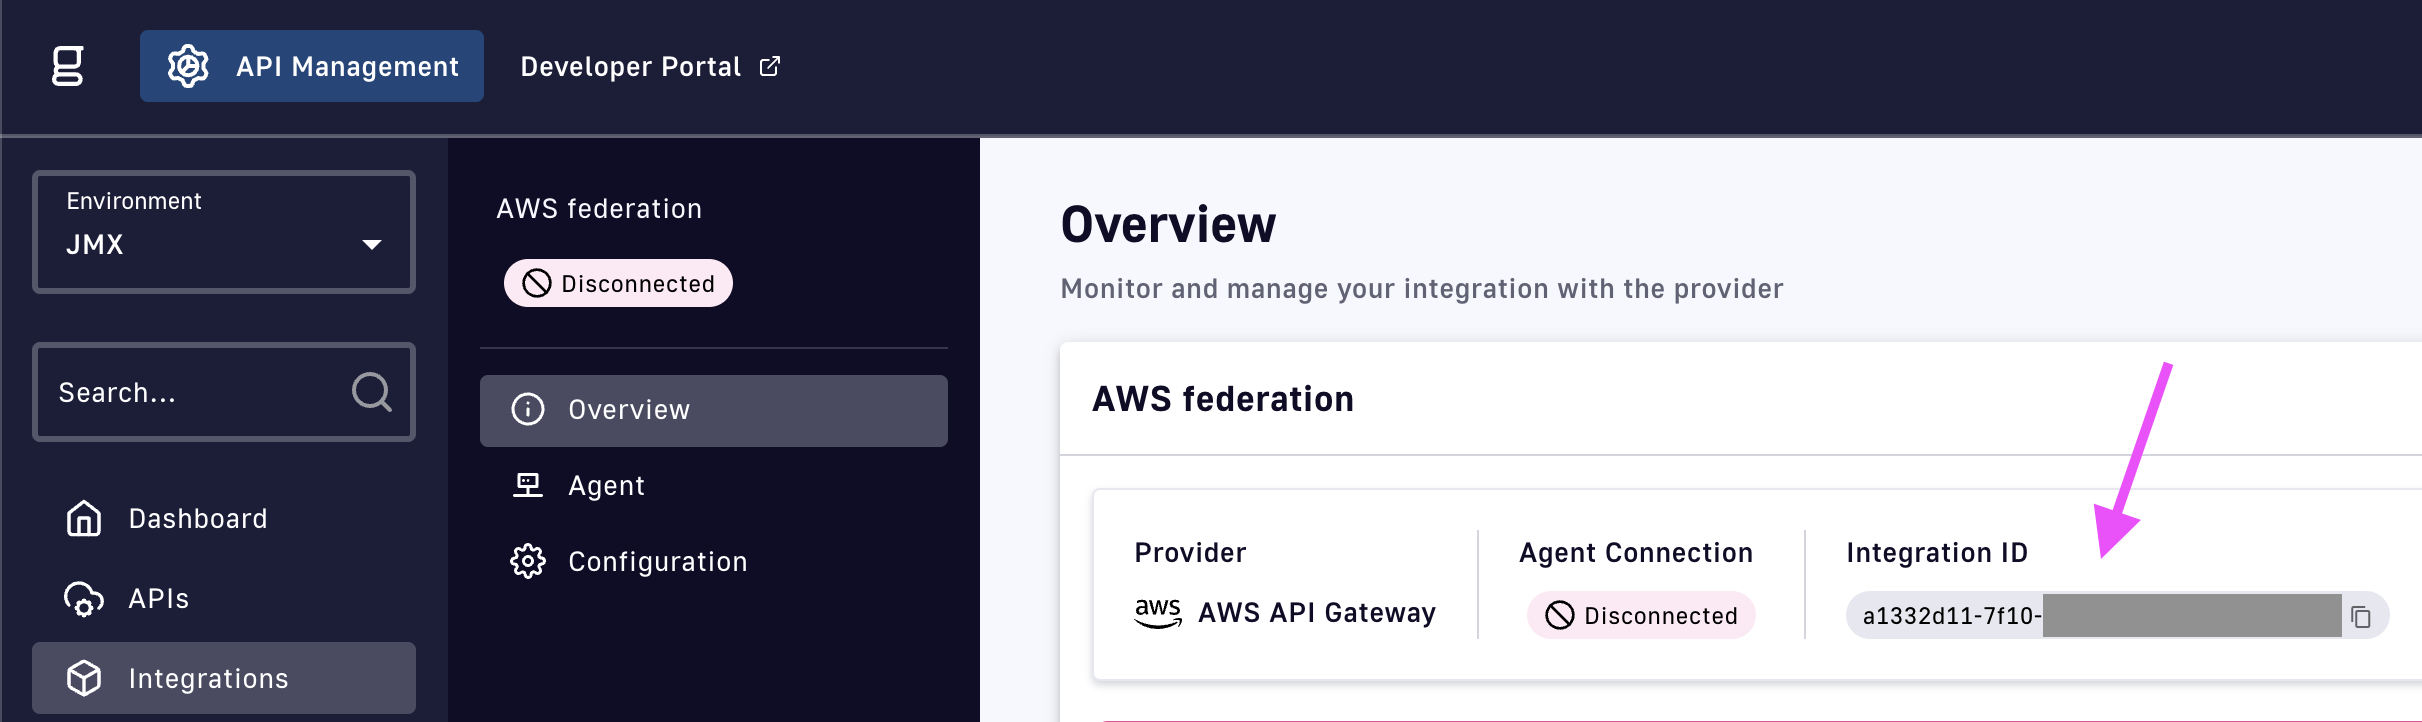 g
API Management
Developer Portal
Environment
JMX
Search...
Dashboard
APIs
Integrations
AWS federation
Disconnected
Overview
Agent
Configuration
Overview
Monitor and manage your integration with the provider
AWS federation
Provider
aws AWS API Gateway
Agent Connection
Disconnected
Integration ID
a1332d11-7f10-